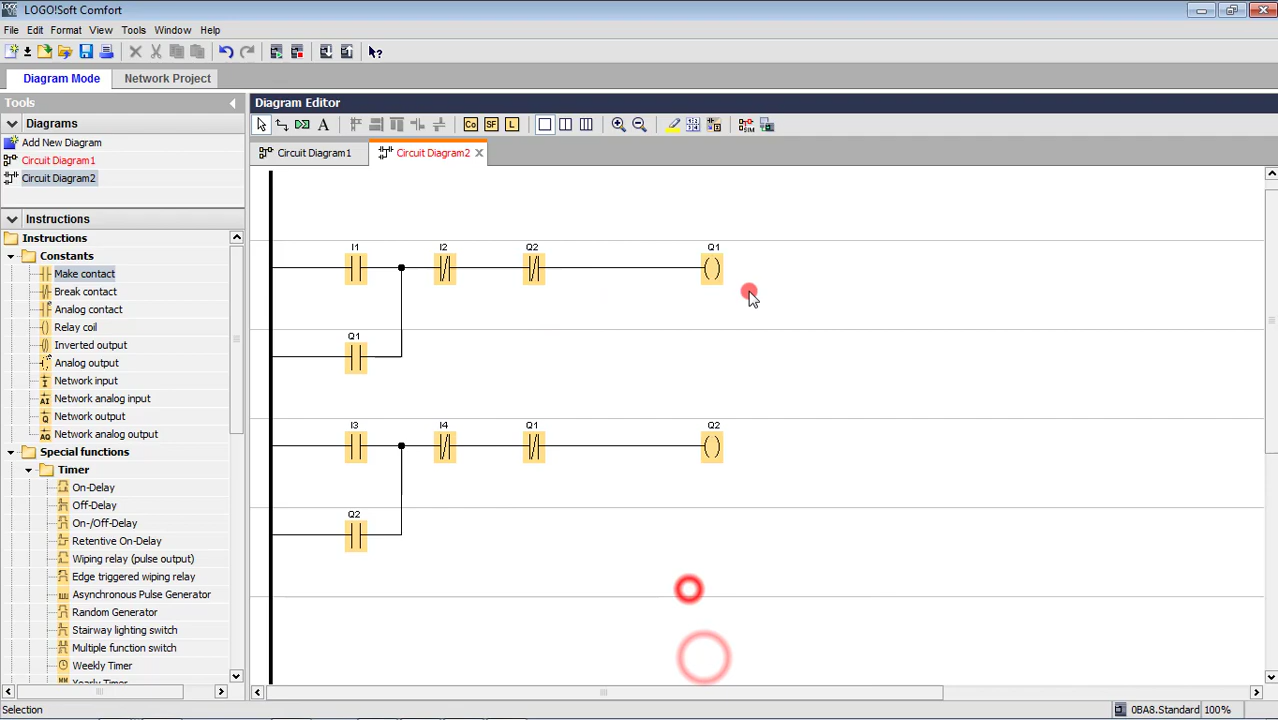 LOGO!Soft Comfort
File Edit Format View Tools Window Help
Diagram Mode Network Project
Tools
Diagrams
Add New Diagram
Circuit Diagram1
Circuit Diagram2
Instructions
Instructions
Constants
Make contact
Break contact
Analog contact
Relay coil
Inverted output
Analog output
Network input
Network analog input
Network output
Network analog output
Special functions
Timer
On-Delay
Off-Delay
On-/Off-Delay
Retentive On-Delay
Wiping relay (pulse output)
Edge triggered wiping relay
Asynchronous Pulse Generator
Random Generator
Stairway lighting switch
Multiple function switch
Weekly Timer
Yearly Timer
Diagram Editor
A Co SF L
Circuit Diagram1 Circuit Diagram2
I1 I2 Q2 Q1
Q1
I3 I4 Q1 Q2
Q2
Selection
0BA8.Standard 100%